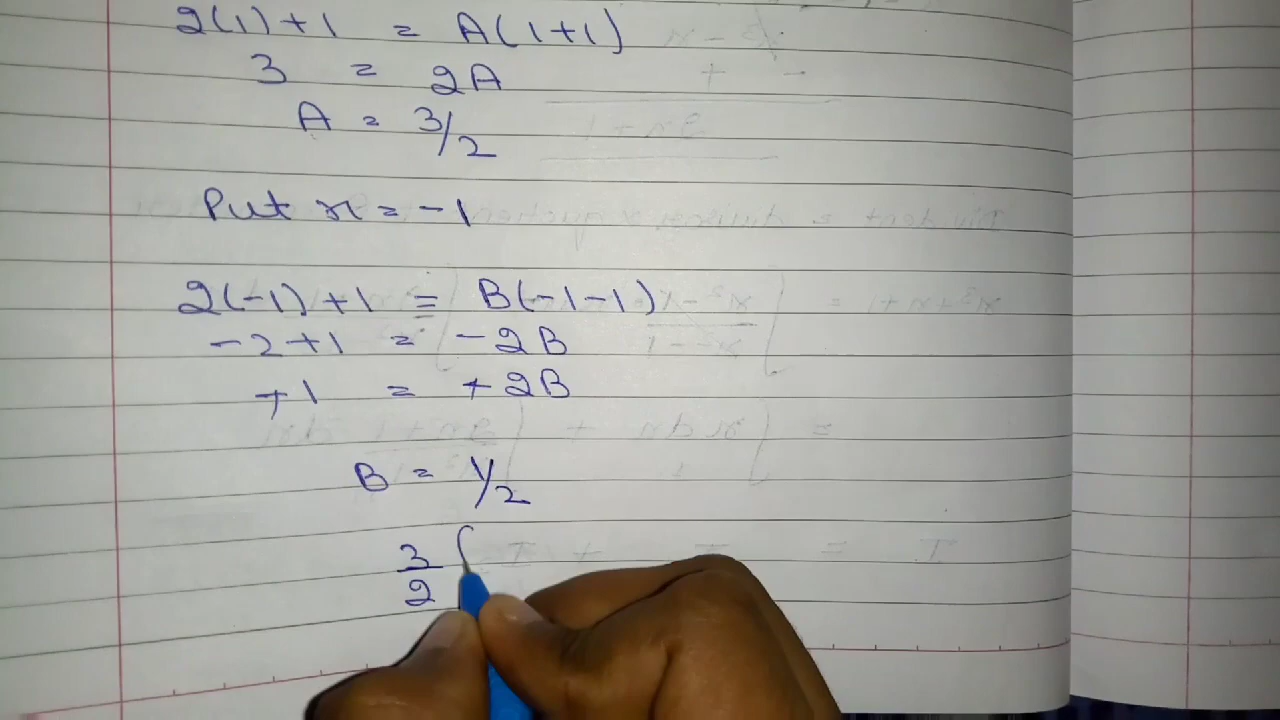 2(1)+1 = A(1+1)
3 = 2A
A = 3/2
Put x = -1
2(-1)+1 = B(-1-1)
-2+1 = -2B
+1 = +2B
B = 1/2
3/2 ∫